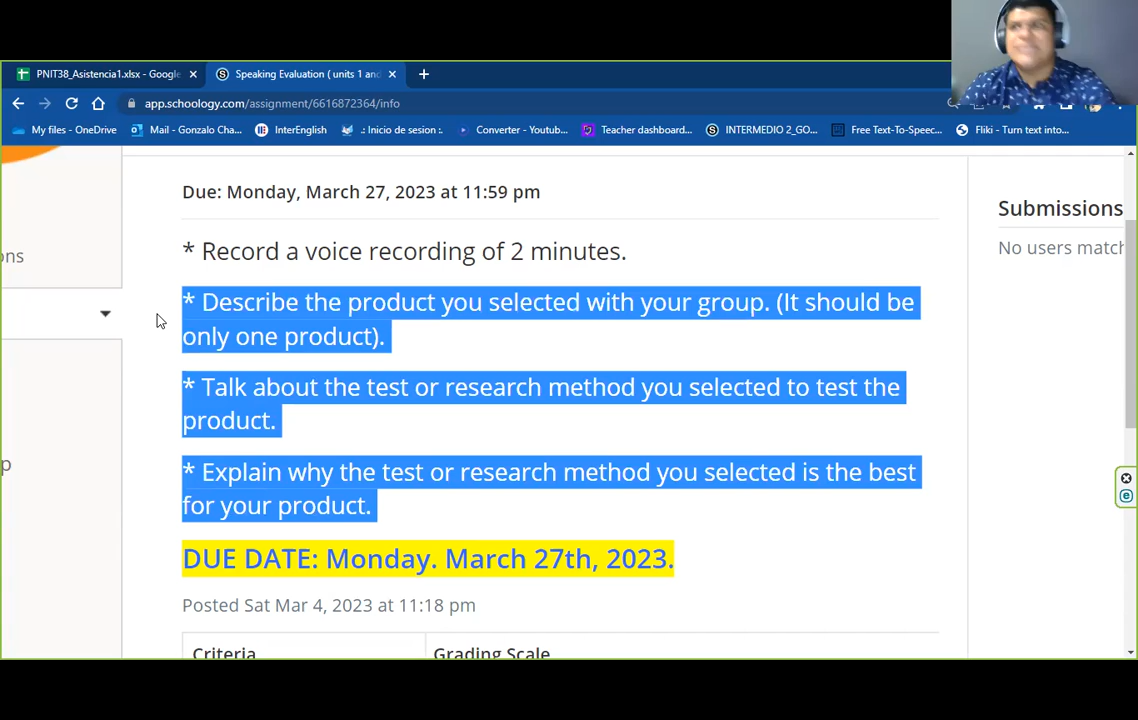 PNIT38_Asistencia1.xlsx - Google
Speaking Evaluation ( units 1 and
app.schoology.com/assignment/6616872364/info
My files - OneDrive
Mail - Gonzalo Cha...
InterEnglish
.: Inicio de sesion :.
Converter - Youtub...
Teacher dashboard...
INTERMEDIO 2_GO...
Free Text-To-Speec...
Fliki - Turn text into...
Due: Monday, March 27, 2023 at 11:59 pm
Submissions
No users match
ons
* Record a voice recording of 2 minutes.
* Describe the product you selected with your group. (It should be
only one product).
* Talk about the test or research method you selected to test the
product.
p
* Explain why the test or research method you selected is the best
for your product.
DUE DATE: Monday. March 27th, 2023.
Posted Sat Mar 4, 2023 at 11:18 pm
Criteria
Grading Scale